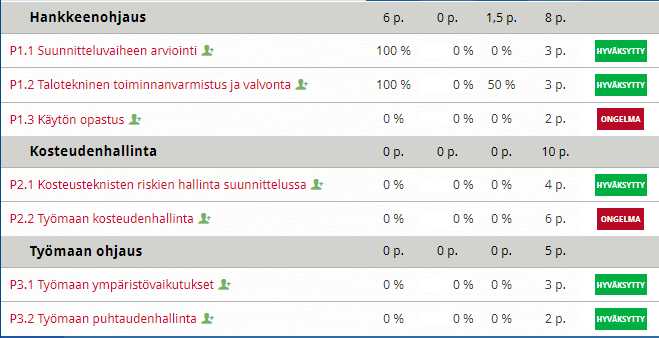 Hankkeenohjaus 6 p. 0 p. 1,5 p. 8 p.
P1.1 Suunnitteluvaiheen arviointi 100 % 0 % 0 % 3 p. HYVÄKSYTTY
P1.2 Talotekninen toiminnanvarmistus ja valvonta 100 % 0 % 50 % 3 p. HYVÄKSYTTY
P1.3 Käytön opastus 0 % 0 % 0 % 2 p. ONGELMA
Kosteudenhallinta 0 p. 0 p. 0 p. 10 p.
P2.1 Kosteusteknisten riskien hallinta suunnittelussa 0 % 0 % 0 % 4 p. HYVÄKSYTTY
P2.2 Työmaan kosteudenhallinta 0 % 0 % 0 % 6 p. ONGELMA
Työmaan ohjaus 0 p. 0 p. 0 p. 5 p.
P3.1 Työmaan ympäristövaikutukset 0 % 0 % 0 % 3 p. HYVÄKSYTTY
P3.2 Työmaan puhtaudenhallinta 0 % 0 % 0 % 2 p. HYVÄKSYTTY